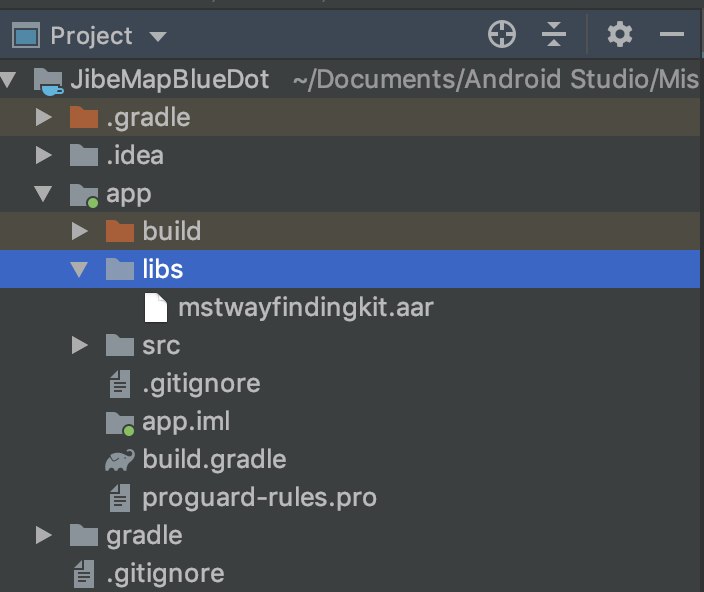 Project
JibeMapBlueDot ~/Documents/Android Studio/Mis
.gradle
.idea
app
build
libs
mstwayfindingkit.aar
src
.gitignore
app.iml
build.gradle
proguard-rules.pro
gradle
.gitignore